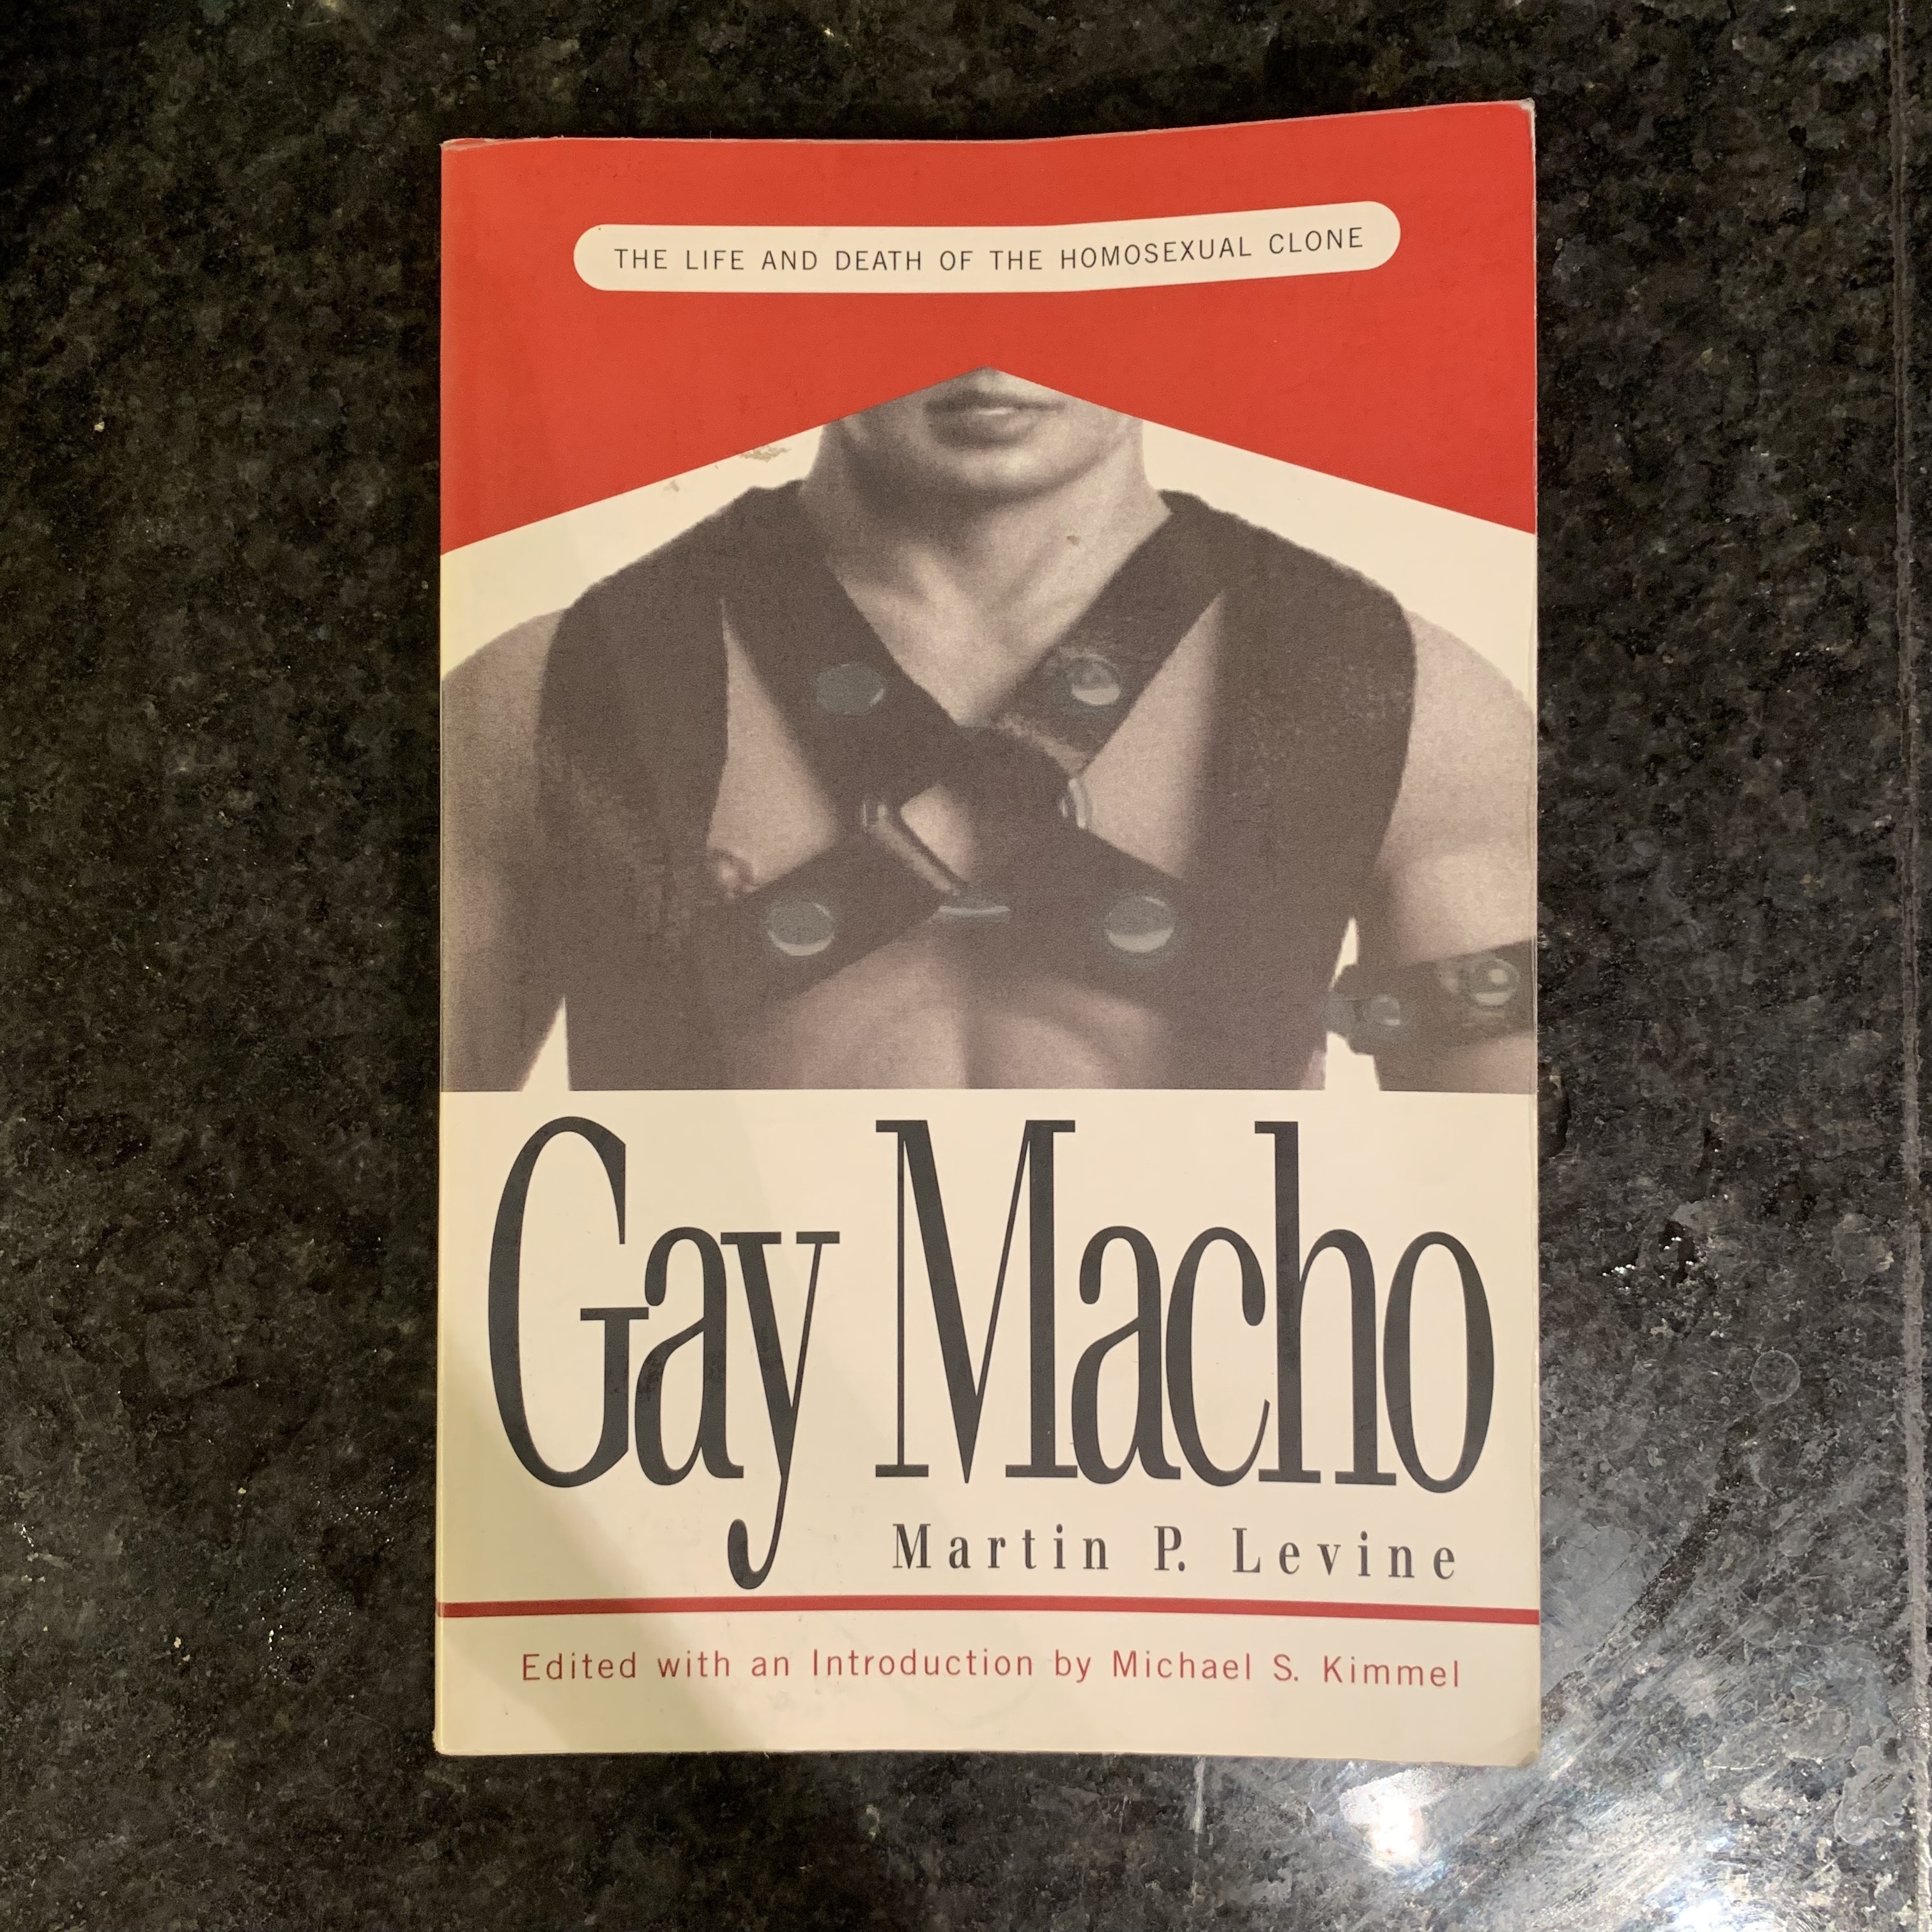 THE LIFE AND DEATH OF THE HOMOSEXUAL CLONE
Gay Macho
Martin P. Levine
Edited with an Introduction by Michael S. Kimmel